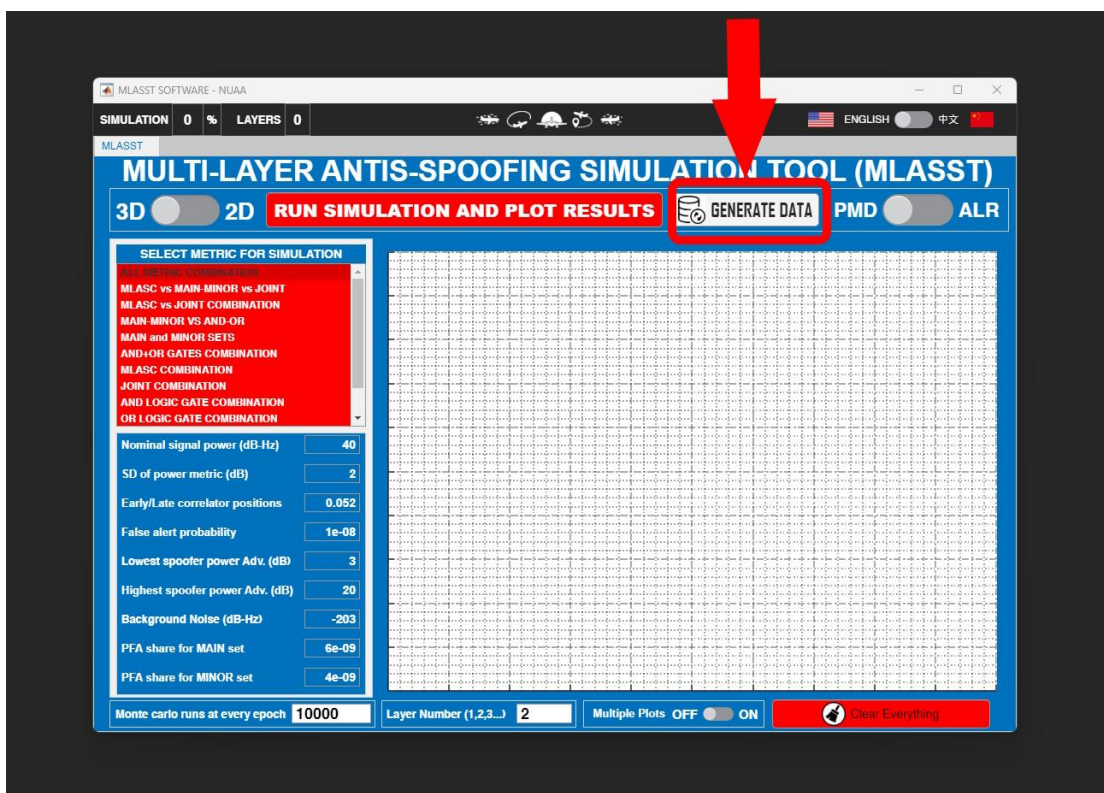 MLASST SOFTWARE - NUAA
SIMULATION 0 % LAYERS 0 ENGLISH 中文
MLASST
MULTI-LAYER ANTIS-SPOOFING SIMULATION TOOL (MLASST)
3D 2D RUN SIMULATION AND PLOT RESULTS GENERATE DATA PMD ALR
SELECT METRIC FOR SIMULATION
ALL METRIC COMBINATION
MLASC vs MAIN-MINOR vs JOINT
MLASC vs JOINT COMBINATION
MAIN-MINOR VS AND-OR
MAIN and MINOR SETS
AND+OR GATES COMBINATION
MLASC COMBINATION
JOINT COMBINATION
AND LOGIC GATE COMBINATION
OR LOGIC GATE COMBINATION
Nominal signal power (dB-Hz) 40
SD of power metric (dB) 2
Early/Late correlator positions 0.052
False alert probability 1e-08
Lowest spoofer power Adv. (dB) 3
Highest spoofer power Adv. (dB) 20
Background Noise (dB-Hz) -203
PFA share for MAIN set 6e-09
PFA share for MINOR set 4e-09
Monte carlo runs at every epoch 10000 Layer Number (1,2,3...) 2 Multiple Plots OFF ON Clear Everything